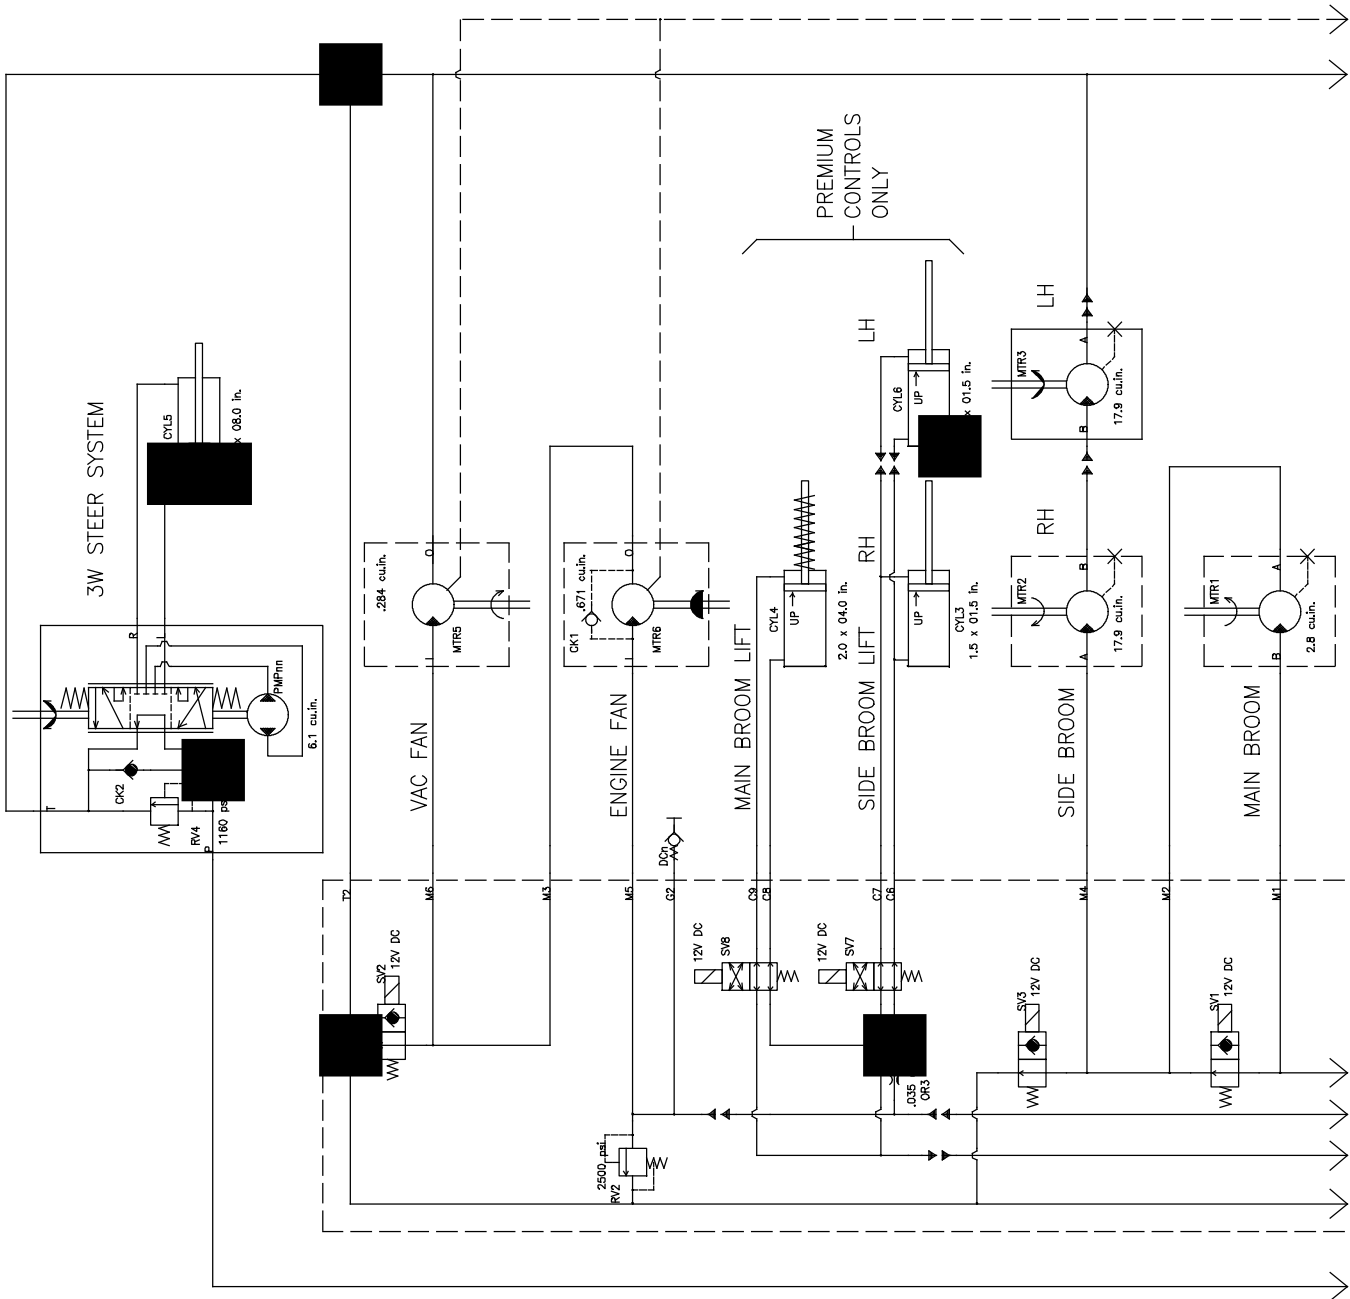 PREMIUM
CONTROLS
ONLY
3W STEER SYSTEM
CYL5
x 08.0 in.
R
I
PMPnn
6.1 cu.in.
CK2
RV4
1160 psi
T
P
.284 cu.in.
O
MTR5
I
VAC FAN
.671 cu.in.
O
CK1
MTR6
I
ENGINE FAN
CYL4
UP
2.0 x 04.0 in.
MAIN BROOM LIFT
LH
CYL6
UP
x 01.5 in.
RH
UP
CYL3
1.5 x 01.5 in.
SIDE BROOM LIFT
LH
MTR3
A
B
17.9 cu.in.
RH
MTR2
B
A
17.9 cu.in.
SIDE BROOM
MTR1
A
B
2.8 cu.in.
MAIN BROOM
DCn
T2
M6
M3
M5
G2
C9
C8
C7
C6
M4
M2
M1
SV2
12V DC
12V DC
SV8
12V DC
SV7
SV3
12V DC
SV1
12V DC
.035
OR3
2500 psi
RV2